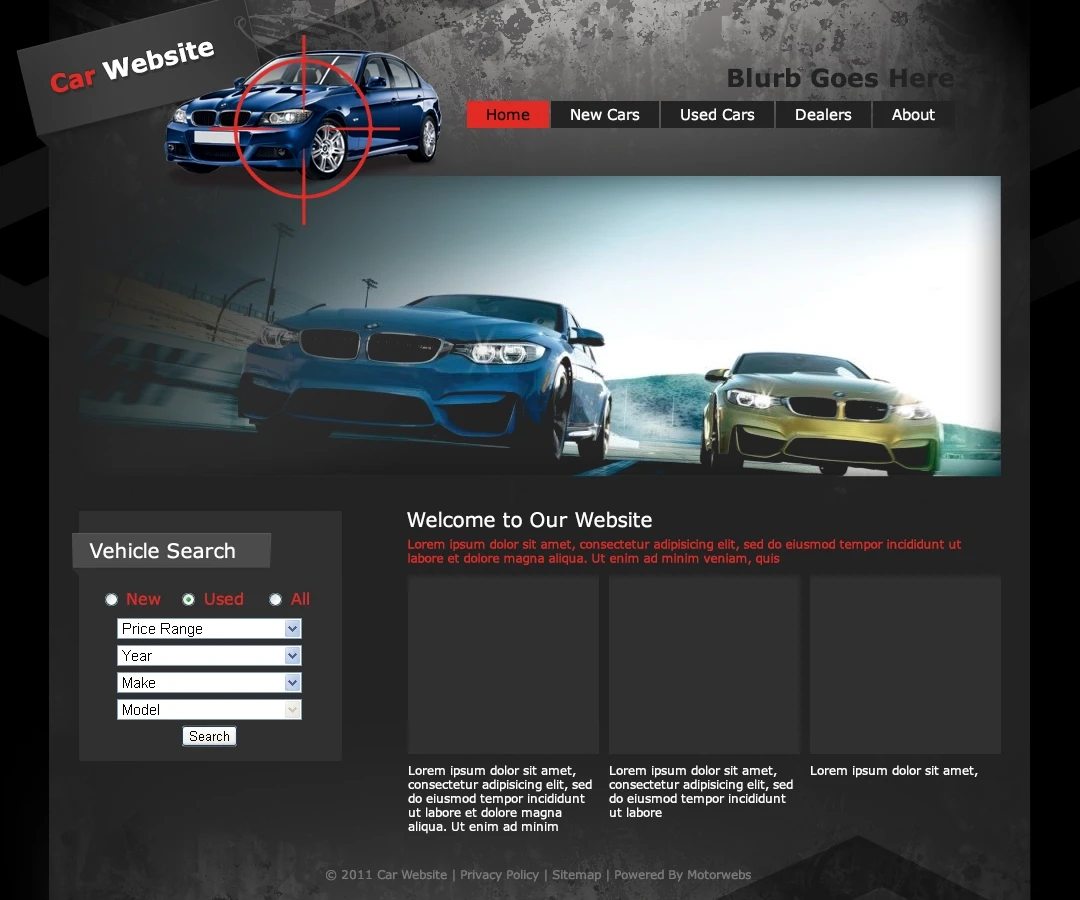 Car Website
Blurb Goes Here
Home
New Cars
Used Cars
Dealers
About
Vehicle Search
New
Used
All
Price Range
Year
Make
Model
Search
Welcome to Our Website
Lorem ipsum dolor sit amet, consectetur adipisicing elit, sed do eiusmod tempor incididunt ut
labore et dolore magna aliqua. Ut enim ad minim veniam, quis
Lorem ipsum dolor sit amet,
consectetur adipisicing elit, sed
do eiusmod tempor incididunt
ut labore et dolore magna
aliqua. Ut enim ad minim
Lorem ipsum dolor sit amet,
consectetur adipisicing elit, sed
do eiusmod tempor incididunt
ut labore
Lorem ipsum dolor sit amet,
© 2011 Car Website | Privacy Policy | Sitemap | Powered By Motorwebs